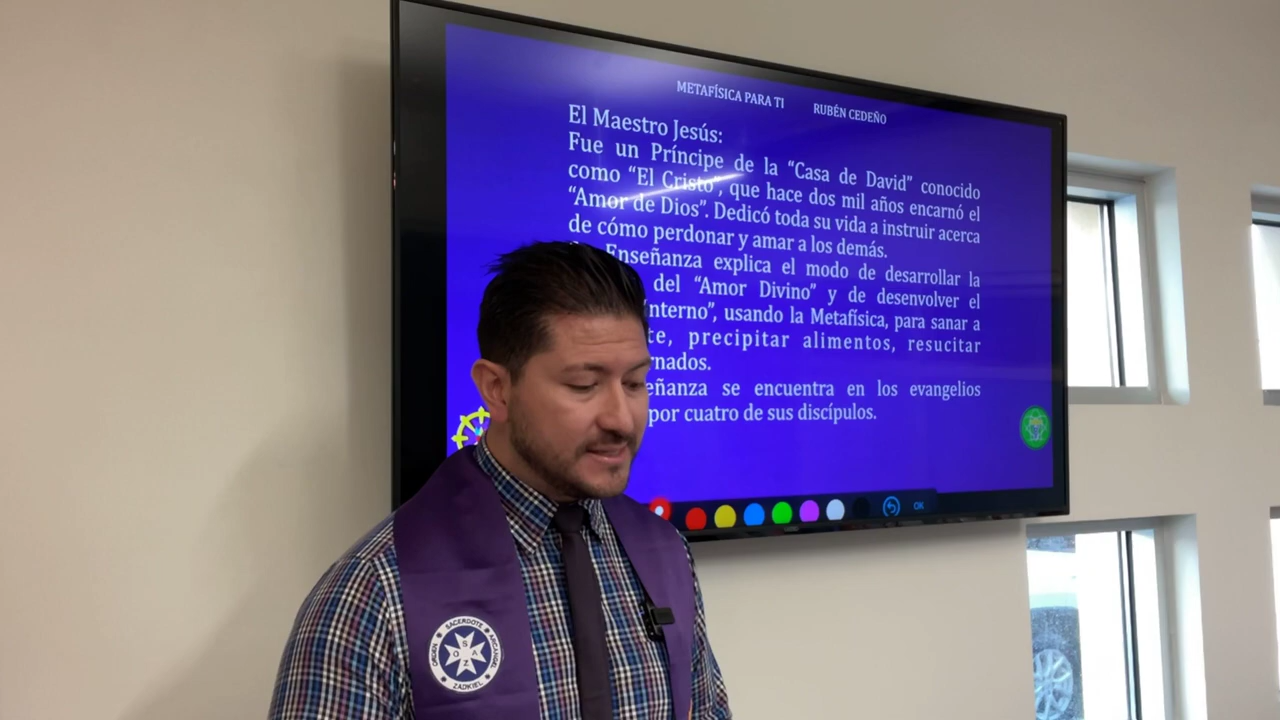 METAFÍSICA PARA TI RUBÉN CEDEÑO
El Maestro Jesús:
Fue un Príncipe de la “Casa de David” conocido
como “El Cristo”, que hace dos mil años encarnó el
“Amor de Dios”. Dedicó toda su vida a instruir acerca
de cómo perdonar y amar a los demás.
Enseñanza explica el modo de desarrollar la
del “Amor Divino” y de desenvolver el
usando la Metafísica, para sanar a
precipitar alimentos, resucitar
se encuentra en los evangelios
por cuatro de sus discípulos.
OK
ORDEN SACERDOTE ARCANGEL ZADKIEL
S
O A
Z